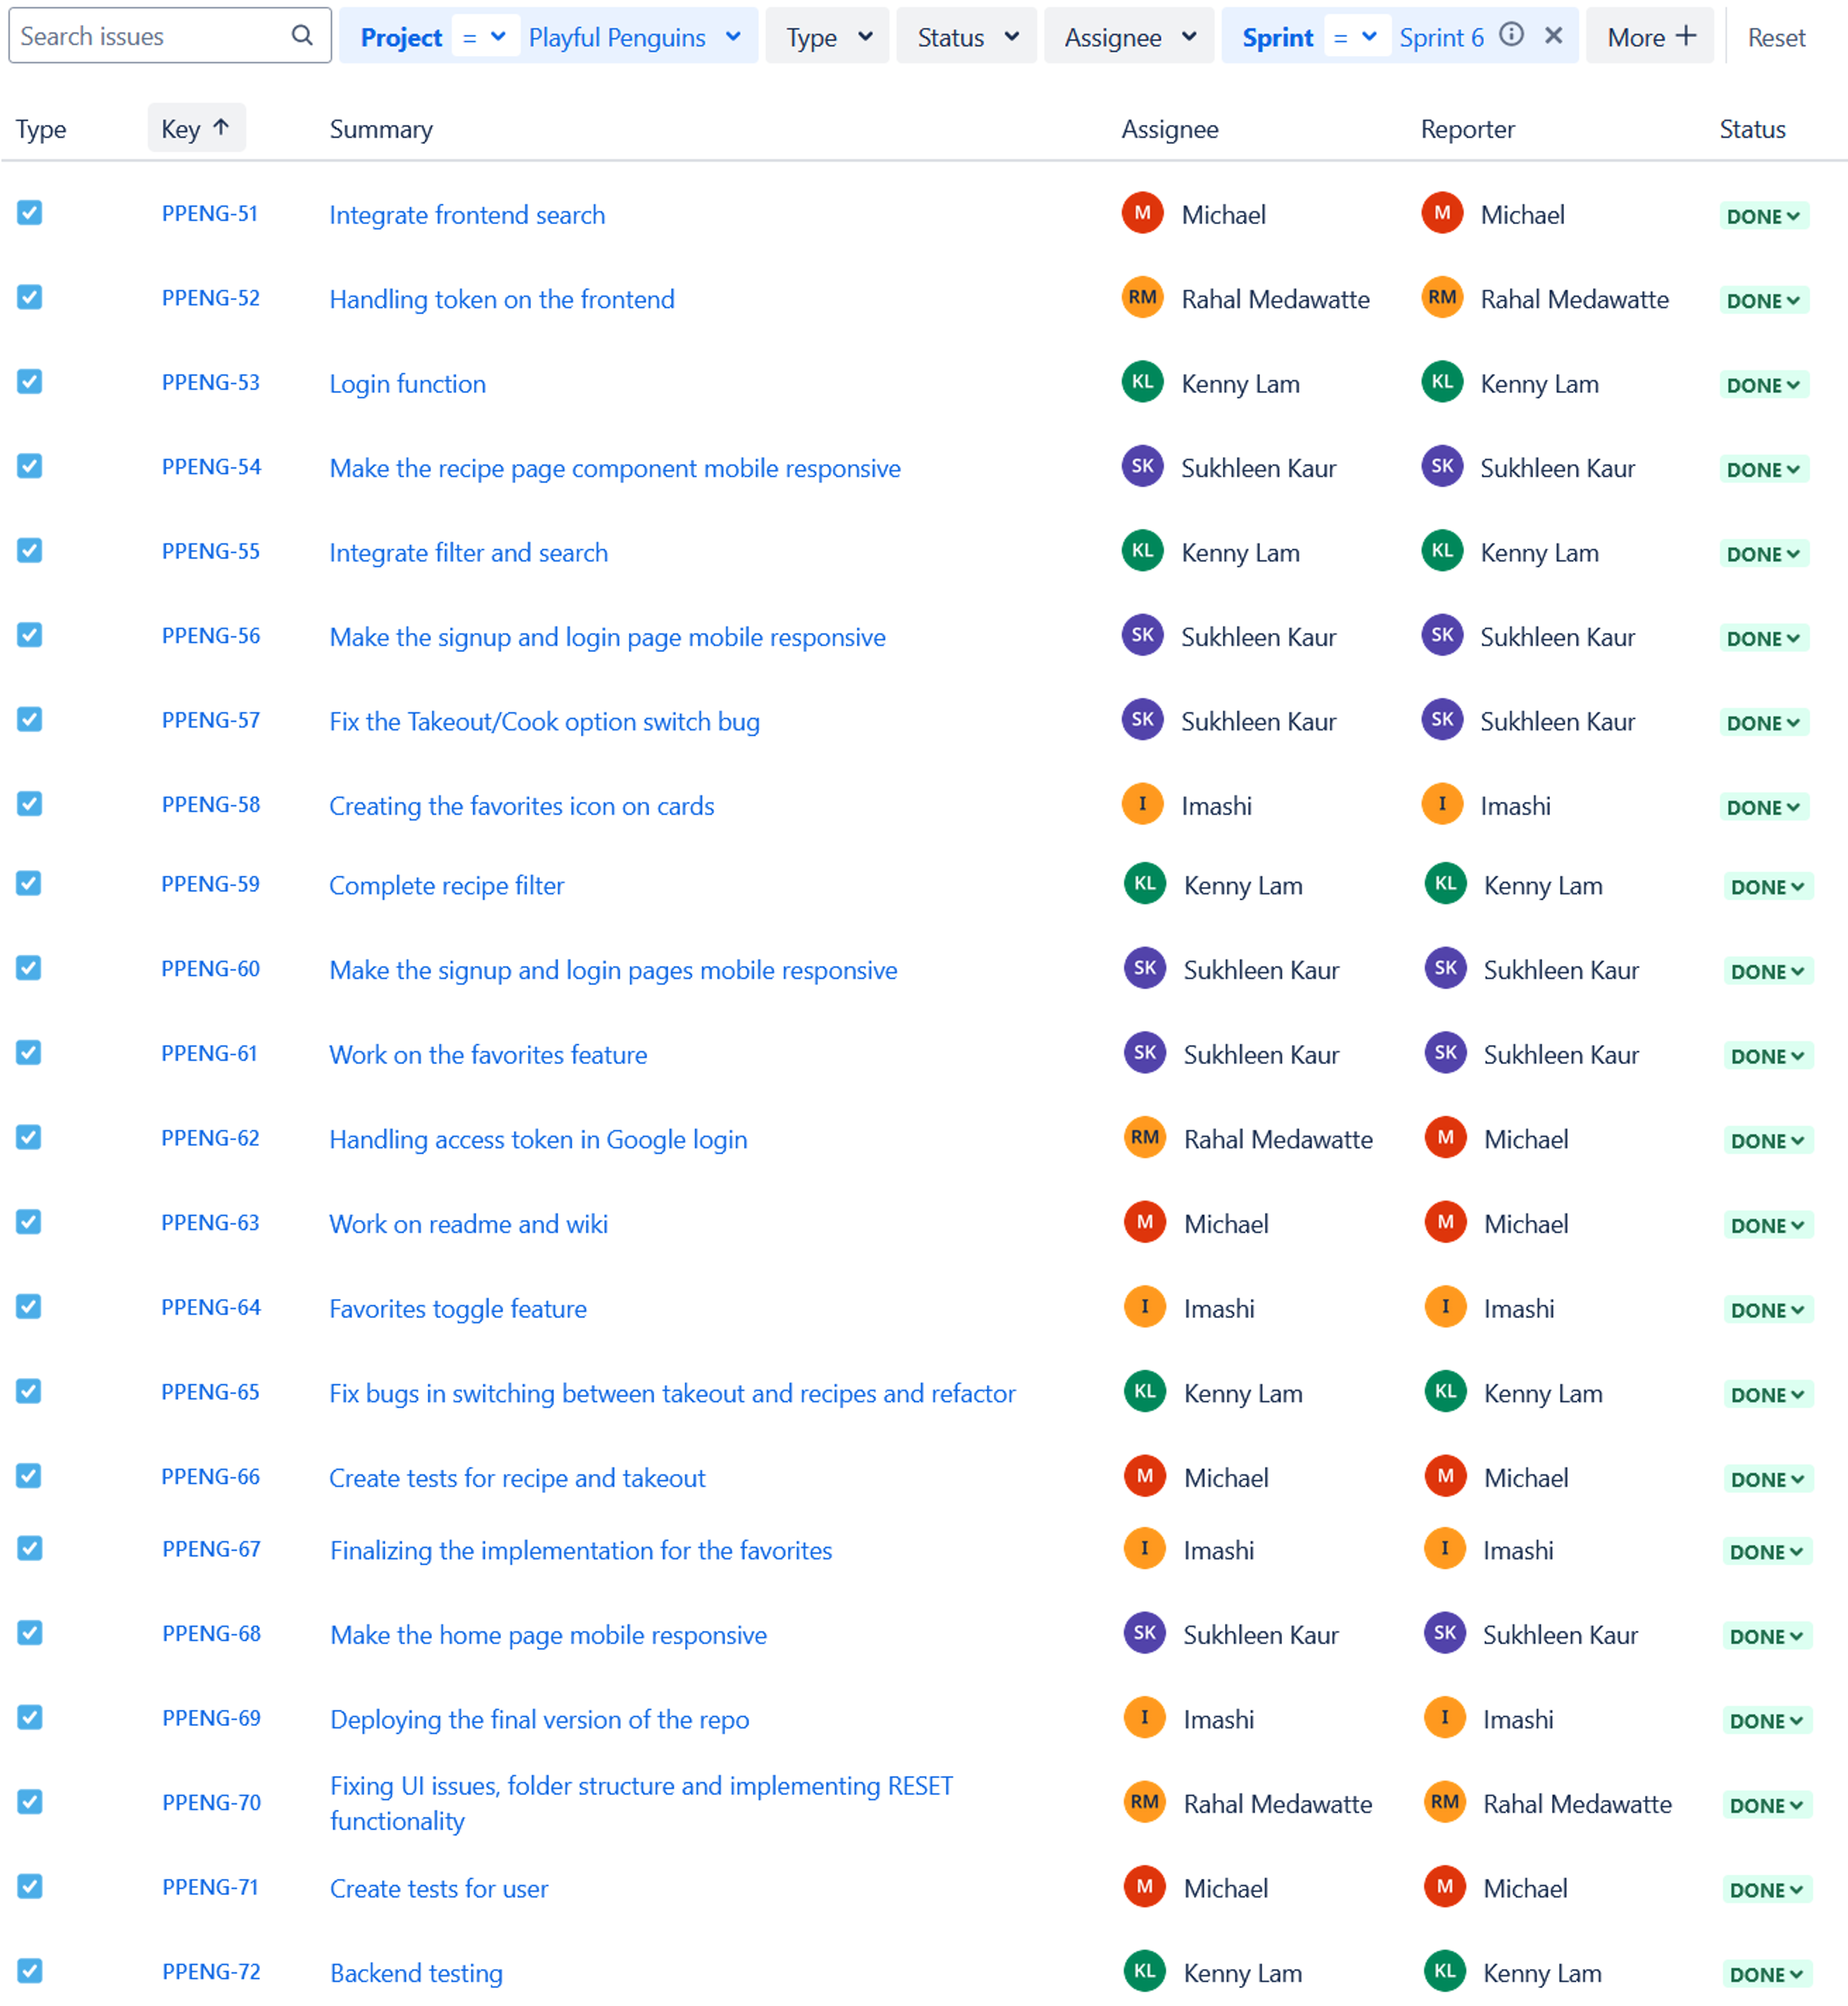 Search issues Project = Playful Penguins Type Status Assignee Sprint = Sprint 6 More Reset
Type Key Summary Assignee Reporter Status
PPENG-51 Integrate frontend search M Michael M Michael DONE
PPENG-52 Handling token on the frontend RM Rahal Medawatte RM Rahal Medawatte DONE
PPENG-53 Login function KL Kenny Lam KL Kenny Lam DONE
PPENG-54 Make the recipe page component mobile responsive SK Sukhleen Kaur SK Sukhleen Kaur DONE
PPENG-55 Integrate filter and search KL Kenny Lam KL Kenny Lam DONE
PPENG-56 Make the signup and login page mobile responsive SK Sukhleen Kaur SK Sukhleen Kaur DONE
PPENG-57 Fix the Takeout/Cook option switch bug SK Sukhleen Kaur SK Sukhleen Kaur DONE
PPENG-58 Creating the favorites icon on cards I Imashi I Imashi DONE
PPENG-59 Complete recipe filter KL Kenny Lam KL Kenny Lam DONE
PPENG-60 Make the signup and login pages mobile responsive SK Sukhleen Kaur SK Sukhleen Kaur DONE
PPENG-61 Work on the favorites feature SK Sukhleen Kaur SK Sukhleen Kaur DONE
PPENG-62 Handling access token in Google login RM Rahal Medawatte M Michael DONE
PPENG-63 Work on readme and wiki M Michael M Michael DONE
PPENG-64 Favorites toggle feature I Imashi I Imashi DONE
PPENG-65 Fix bugs in switching between takeout and recipes and refactor KL Kenny Lam KL Kenny Lam DONE
PPENG-66 Create tests for recipe and takeout M Michael M Michael DONE
PPENG-67 Finalizing the implementation for the favorites I Imashi I Imashi DONE
PPENG-68 Make the home page mobile responsive SK Sukhleen Kaur SK Sukhleen Kaur DONE
PPENG-69 Deploying the final version of the repo I Imashi I Imashi DONE
PPENG-70 Fixing UI issues, folder structure and implementing RESET
functionality RM Rahal Medawatte RM Rahal Medawatte DONE
PPENG-71 Create tests for user M Michael M Michael DONE
PPENG-72 Backend testing KL Kenny Lam KL Kenny Lam DONE